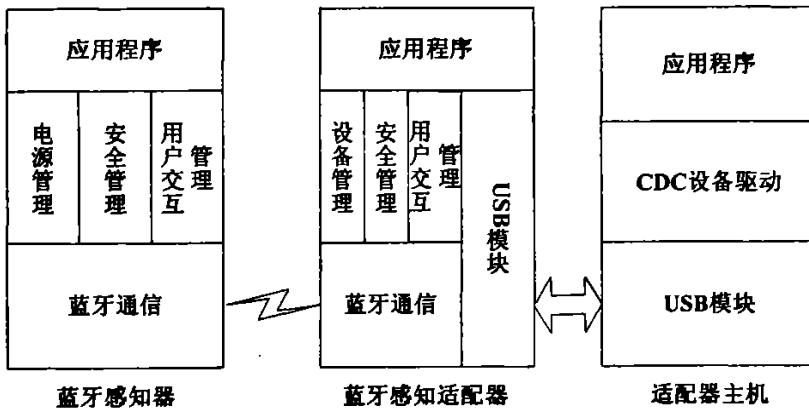 应用程序
电源管理
安全管理
用户交互
管理
蓝牙通信
蓝牙感知器
应用程序
设备管理
安全管理
用户交互
管理
USB模块
蓝牙通信
蓝牙感知适配器
应用程序
CDC设备驱动
USB模块
适配器主机